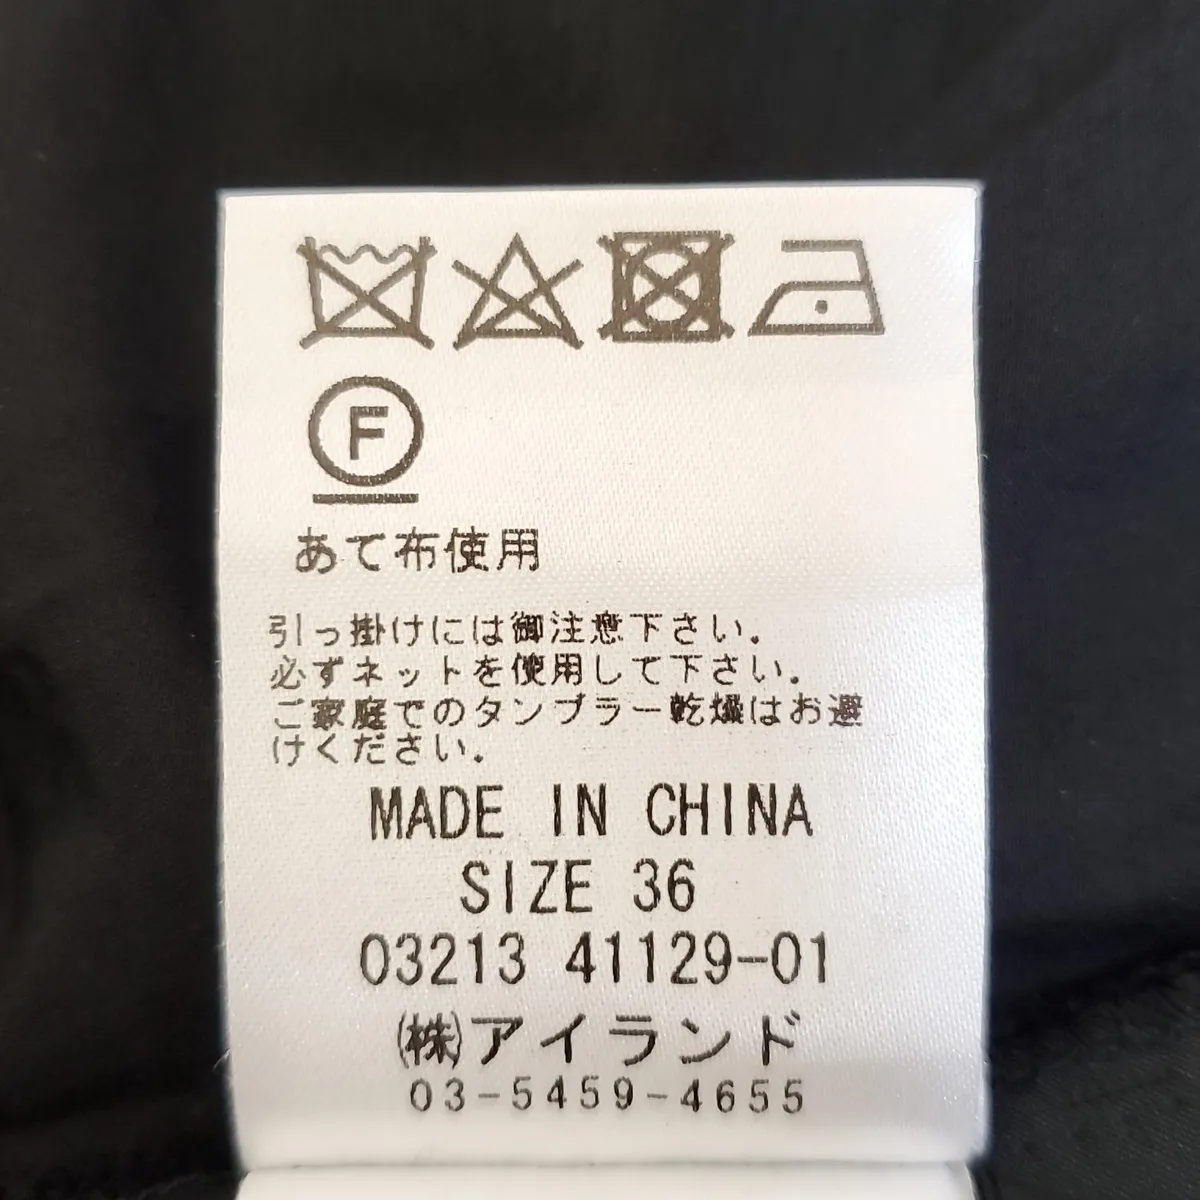 F
あて布使用
引っ掛けには御注意下さい。
必ずネットを使用して下さい。
ご家庭でのタンブラー乾燥はお避
けください。
MADE IN CHINA
SIZE 36
03213 41129-01
㈱アイランド
03-5459-4655